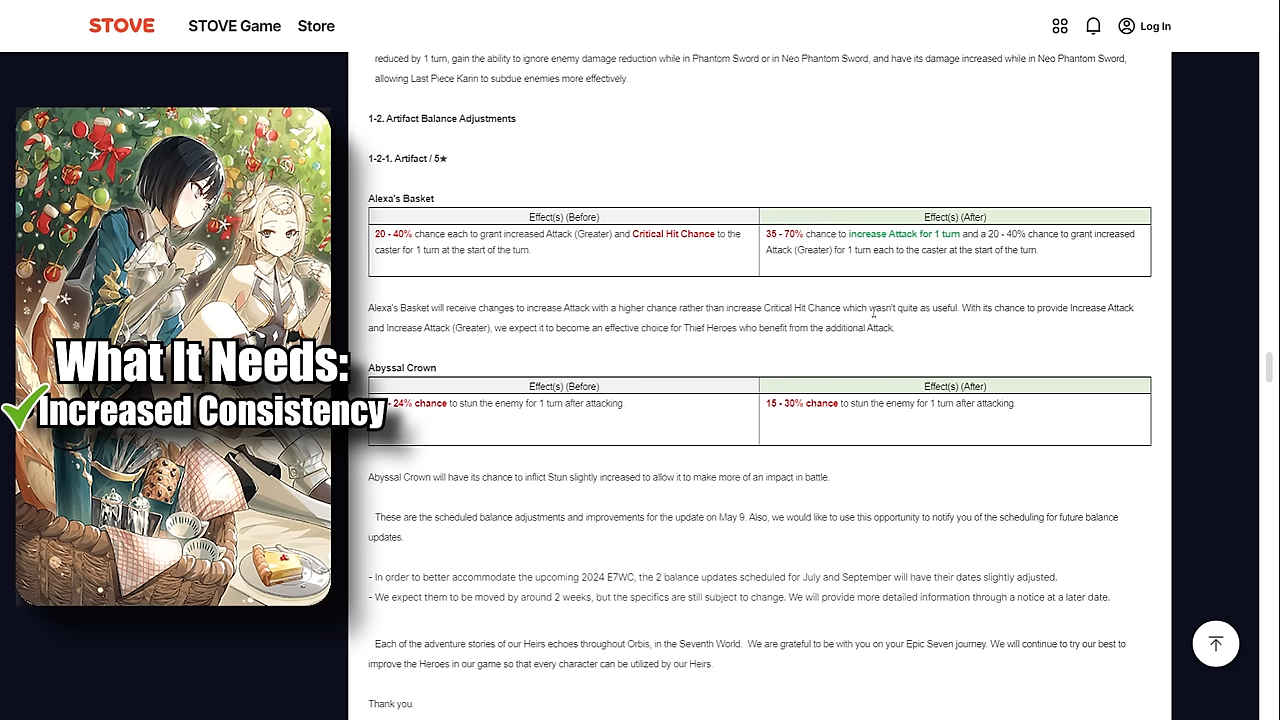 STOVE STOVE Game Store Log In
reduced by 1 turn, gain the ability to ignore enemy damage reduction while in Phantom Sword or in Neo Phantom Sword, and have its damage increased while in Neo Phantom Sword,
allowing Last Piece Karin to subdue enemies more effectively.
1-2. Artifact Balance Adjustments
1-2-1. Artifact / 5★
Alexa's Basket
Effect(s) (Before) Effect(s) (After)
20 - 40% chance each to grant increased Attack (Greater) and Critical Hit Chance to the
caster for 1 turn at the start of the turn.
35 - 70% chance to increase Attack for 1 turn and a 20 - 40% chance to grant increased
Attack (Greater) for 1 turn each to the caster at the start of the turn.
Alexa's Basket will receive changes to increase Attack with a higher chance rather than increase Critical Hit Chance which wasn't quite as useful. With its chance to provide Increase Attack
and Increase Attack (Greater), we expect it to become an effective choice for Thief Heroes who benefit from the additional Attack.
What It Needs:
Increased Consistency
Abyssal Crown
Effect(s) (Before) Effect(s) (After)
24% chance to stun the enemy for 1 turn after attacking.
15 - 30% chance to stun the enemy for 1 turn after attacking.
Abyssal Crown will have its chance to inflict Stun slightly increased to allow it to make more of an impact in battle.
These are the scheduled balance adjustments and improvements for the update on May 9. Also, we would like to use this opportunity to notify you of the scheduling for future balance
updates.
- In order to better accommodate the upcoming 2024 E7WC, the 2 balance updates scheduled for July and September will have their dates slightly adjusted.
- We expect them to be moved by around 2 weeks, but the specifics are still subject to change. We will provide more detailed information through a notice at a later date.
Each of the adventure stories of our Heirs echoes throughout Orbis, in the Seventh World. We are grateful to be with you on your Epic Seven journey. We will continue to try our best to
improve the Heroes in our game so that every character can be utilized by our Heirs.
Thank you.